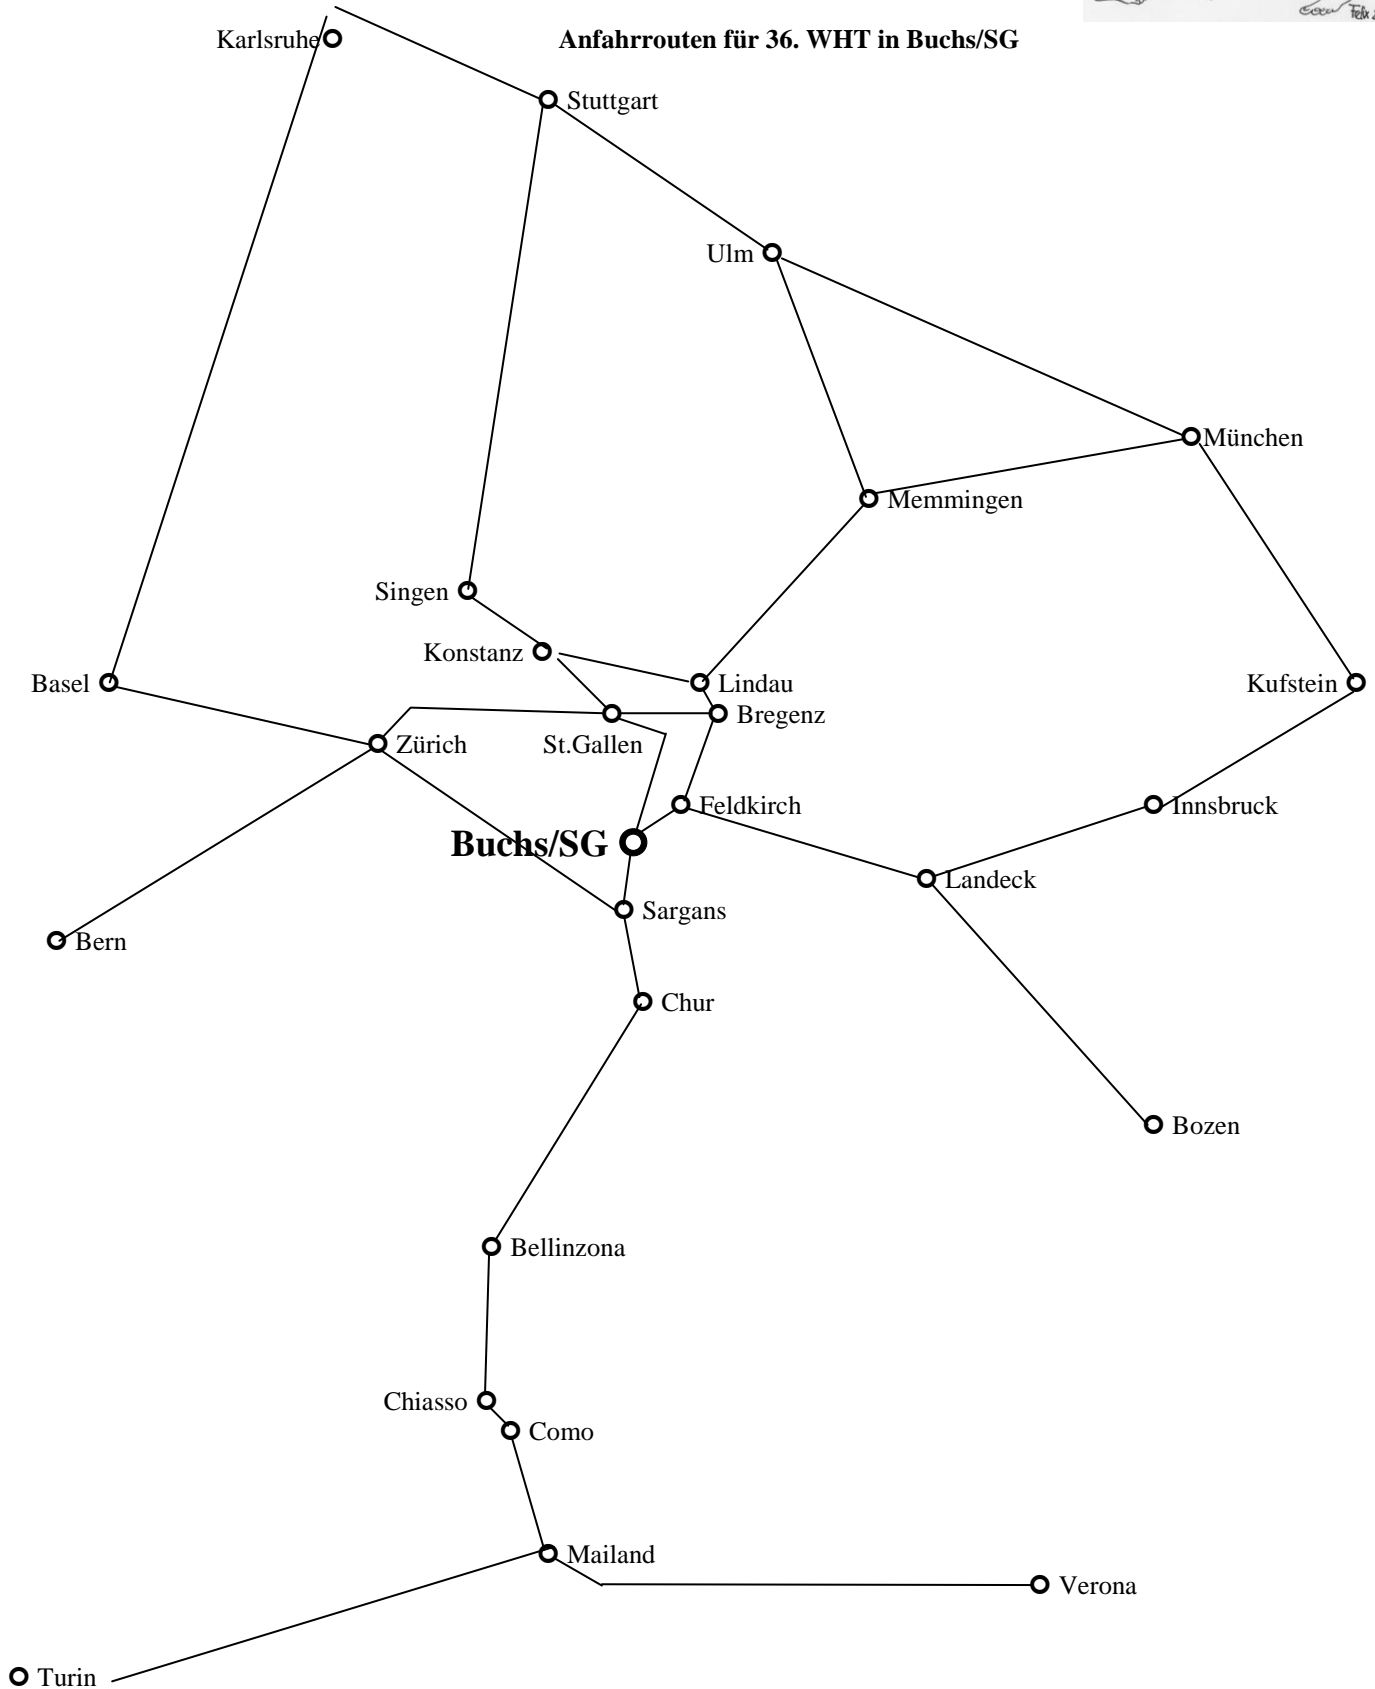 Felix
Karlsruhe
Anfahrrouten für 36. WHT in Buchs/SG
Stuttgart
Ulm
München
Memmingen
Singen
Konstanz
Basel
Lindau
Kufstein
Bregenz
Zürich
St.Gallen
Feldkirch
Innsbruck
Buchs/SG
Landeck
Sargans
Bern
Chur
Bozen
Bellinzona
Chiasso
Como
Mailand
Verona
Turin